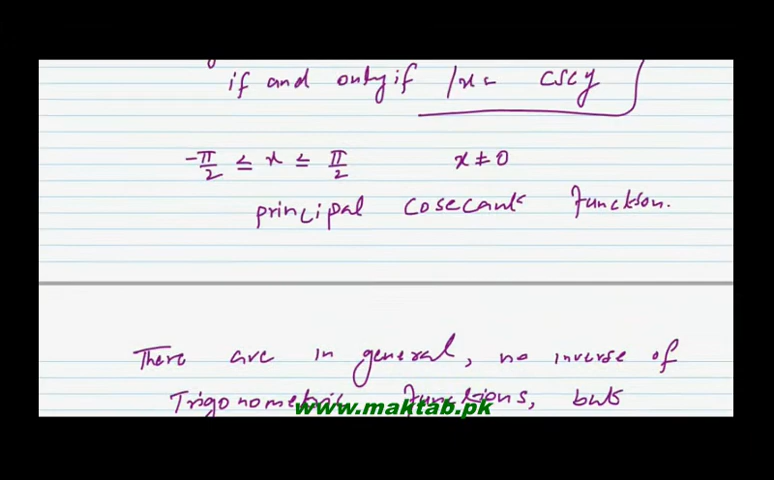 if and only if x = csc y
-π/2 ≤ x ≤ π/2 x ≠ 0
principal cosecant function.
There are in general, no inverse of
Trigonometric functions, but
www.maktab.pk